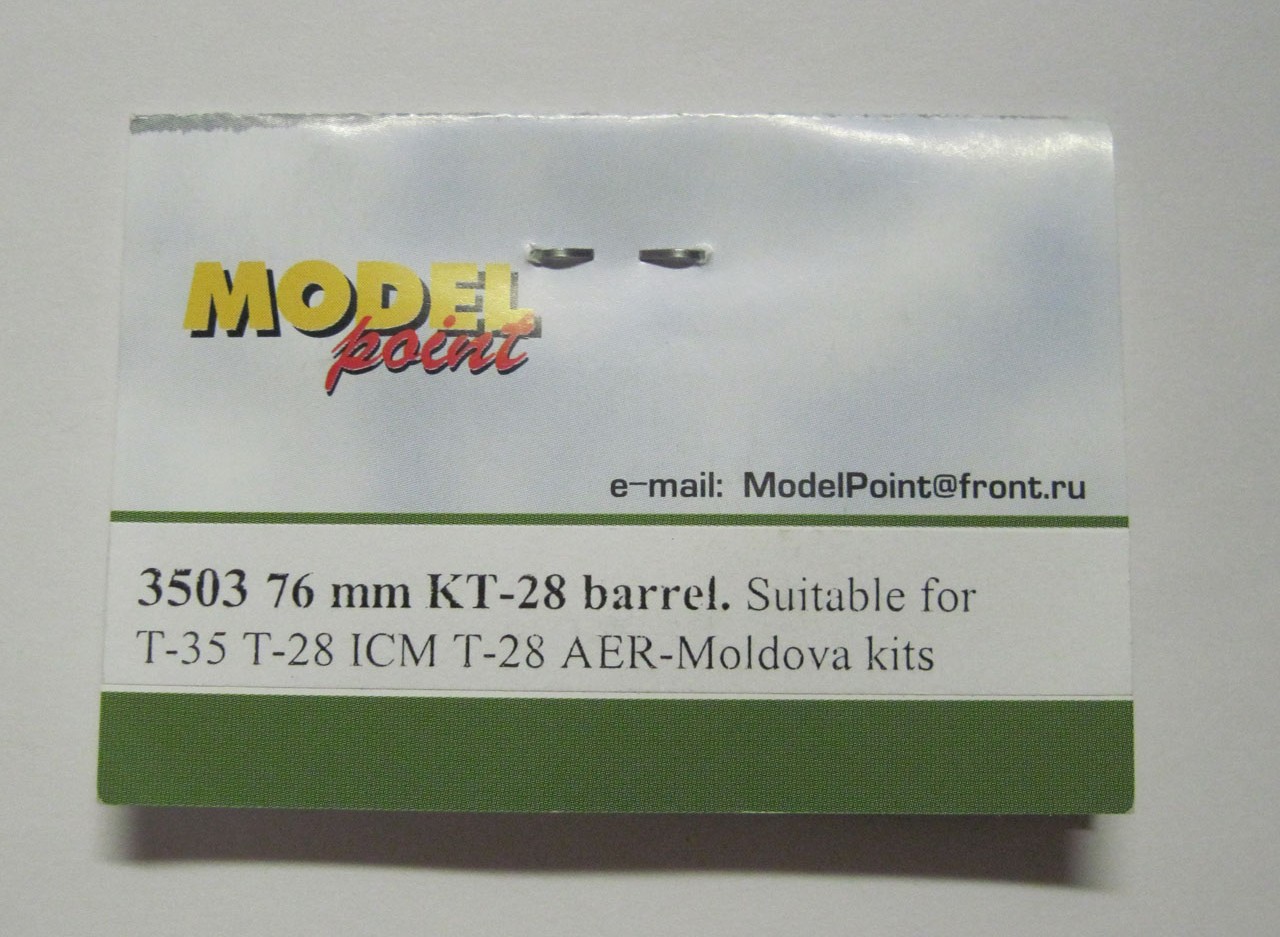 MODEL
point
e-mail: ModelPoint@front.ru
3503 76 mm KT-28 barrel. Suitable for
T-35 T-28 ICM T-28 AER-Moldova kits